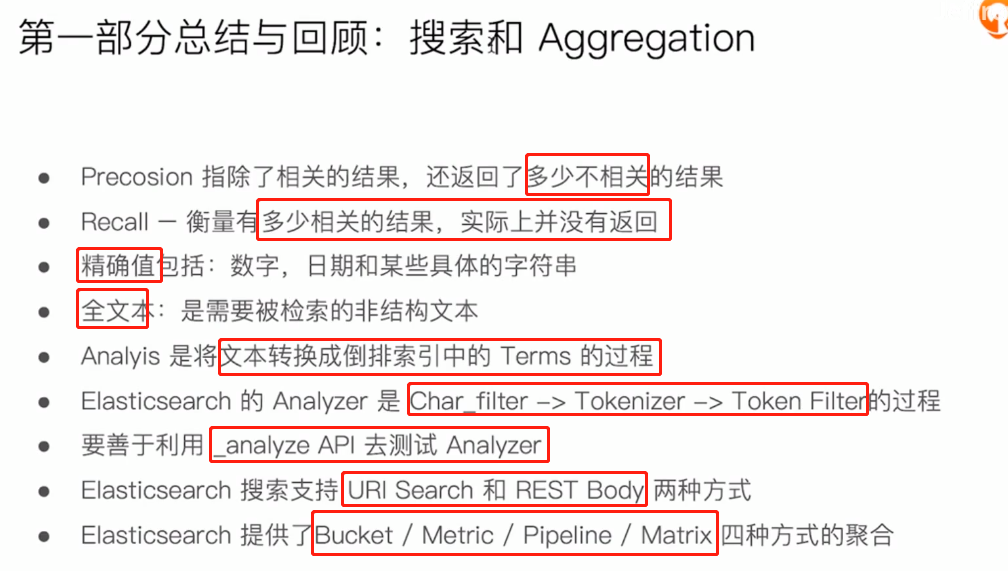 第一部分总结与回顾：搜索和 Aggregation
● Precosion 指除了相关的结果，还返回了多少不相关的结果
● Recall – 衡量有多少相关的结果，实际上并没有返回
● 精确值包括：数字，日期和某些具体的字符串
● 全文本：是需要被检索的非结构文本
● Analyis 是将文本转换成倒排索引中的 Terms 的过程
● Elasticsearch 的 Analyzer 是 Char_filter –> Tokenizer –> Token Filter的过程
● 要善于利用 _analyze API 去测试 Analyzer
● Elasticsearch 搜索支持 URI Search 和 REST Body 两种方式
● Elasticsearch 提供了Bucket / Metric / Pipeline / Matrix 四种方式的聚合